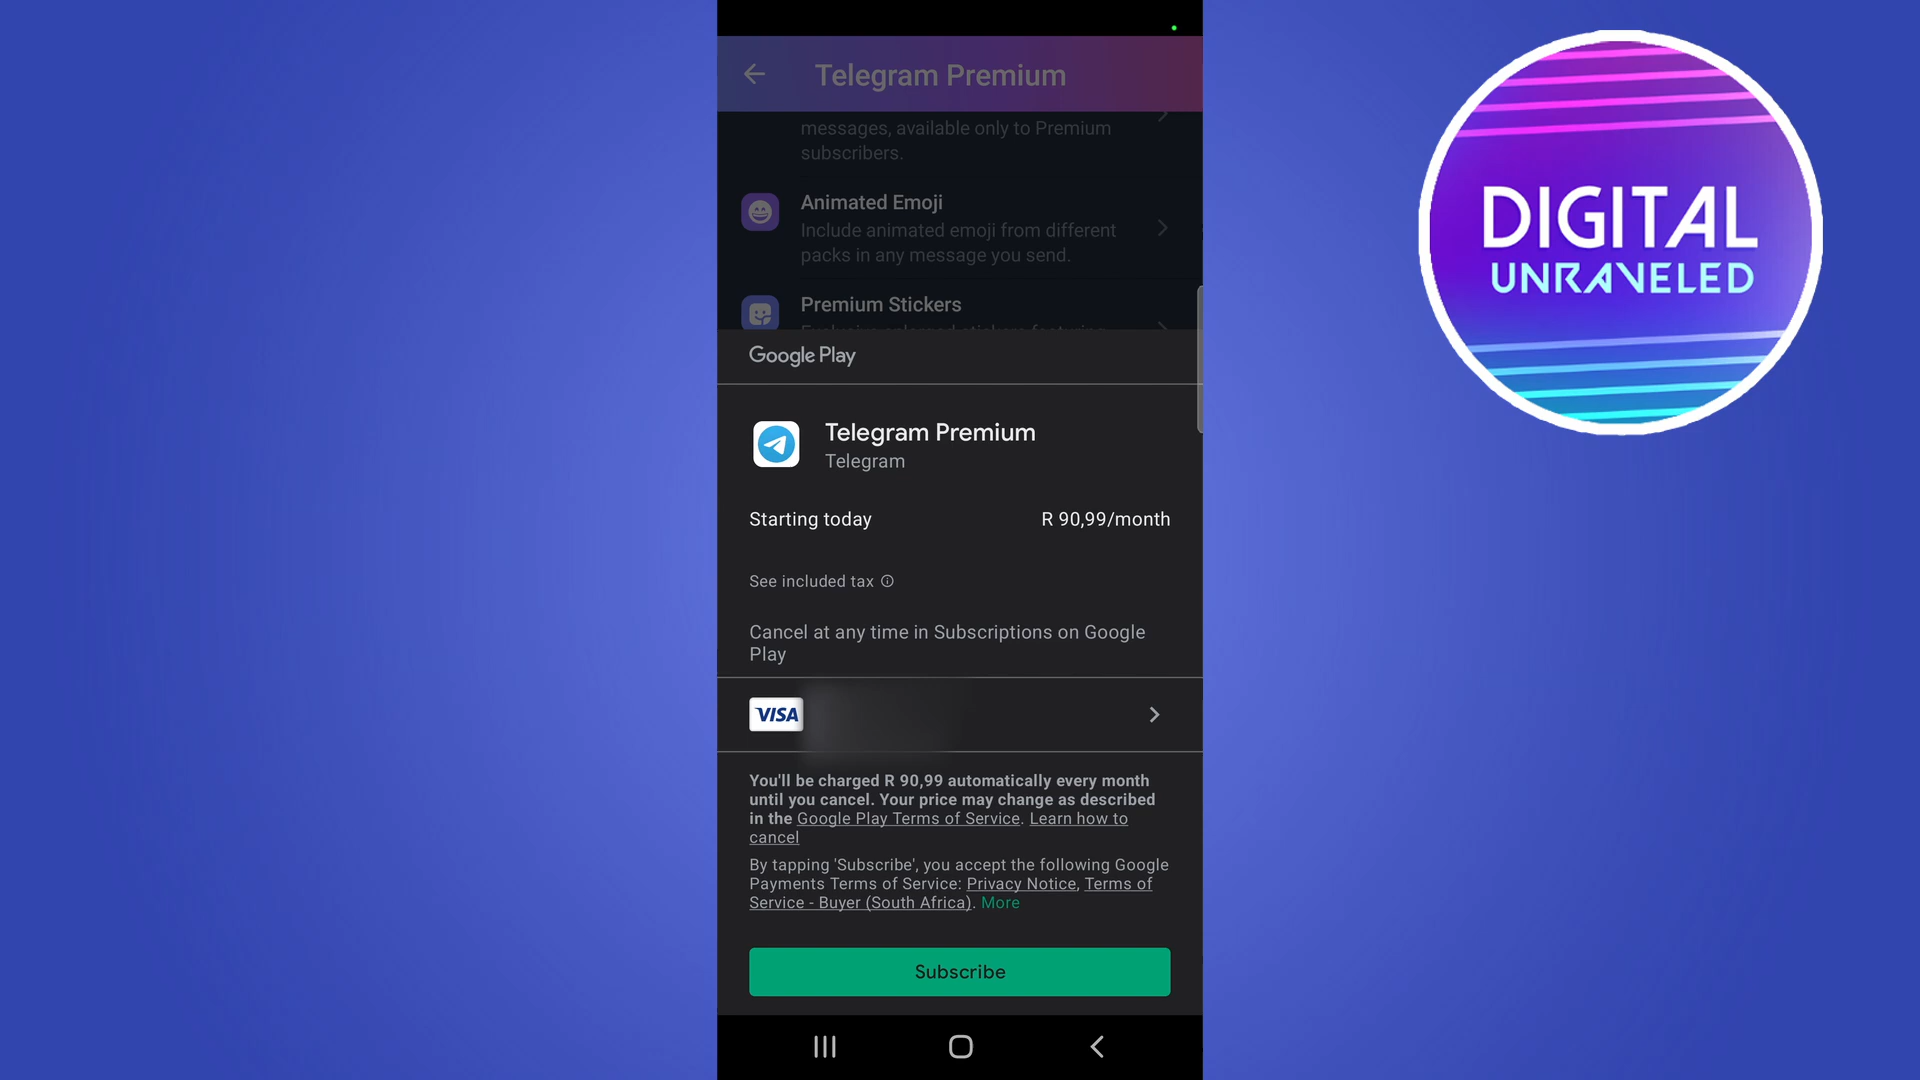 Telegram Premium
messages, available only to Premium
subscribers.
Animated Emoji
Include animated emoji from different
packs in any message you send.
Premium Stickers
Exclusive enlarged stickers featuring
Google Play
Telegram Premium
Telegram
Starting today
R 90,99/month
See included tax
Cancel at any time in Subscriptions on Google
Play
VISA
You'll be charged R 90,99 automatically every month
until you cancel. Your price may change as described
in the Google Play Terms of Service. Learn how to
cancel
By tapping 'Subscribe', you accept the following Google
Payments Terms of Service: Privacy Notice, Terms of
Service - Buyer (South Africa). More
Subscribe
DIGITAL
UNRAVELED